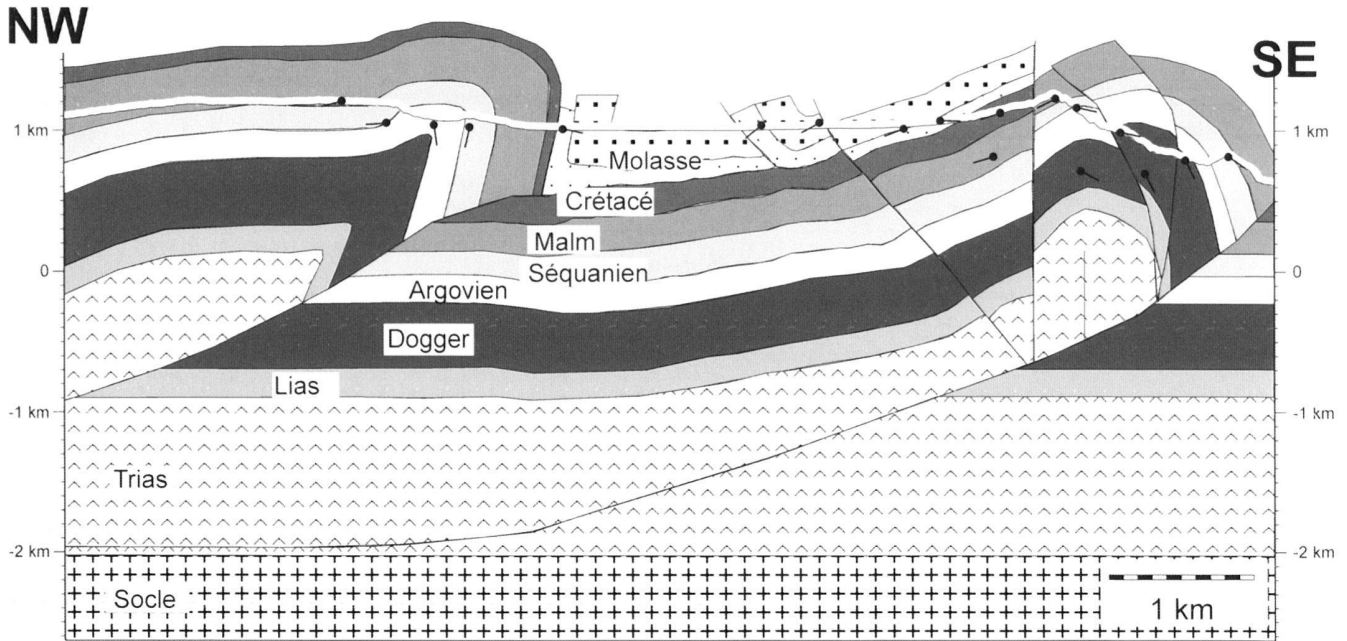 NW
SE
1 km
1 km
Molasse
Crétacé
Malm
0
Séquanien
0
Argovien
Dogger
Lias
-1 km
-1 km
Trias
-2 km
-2 km
Socle
1 km